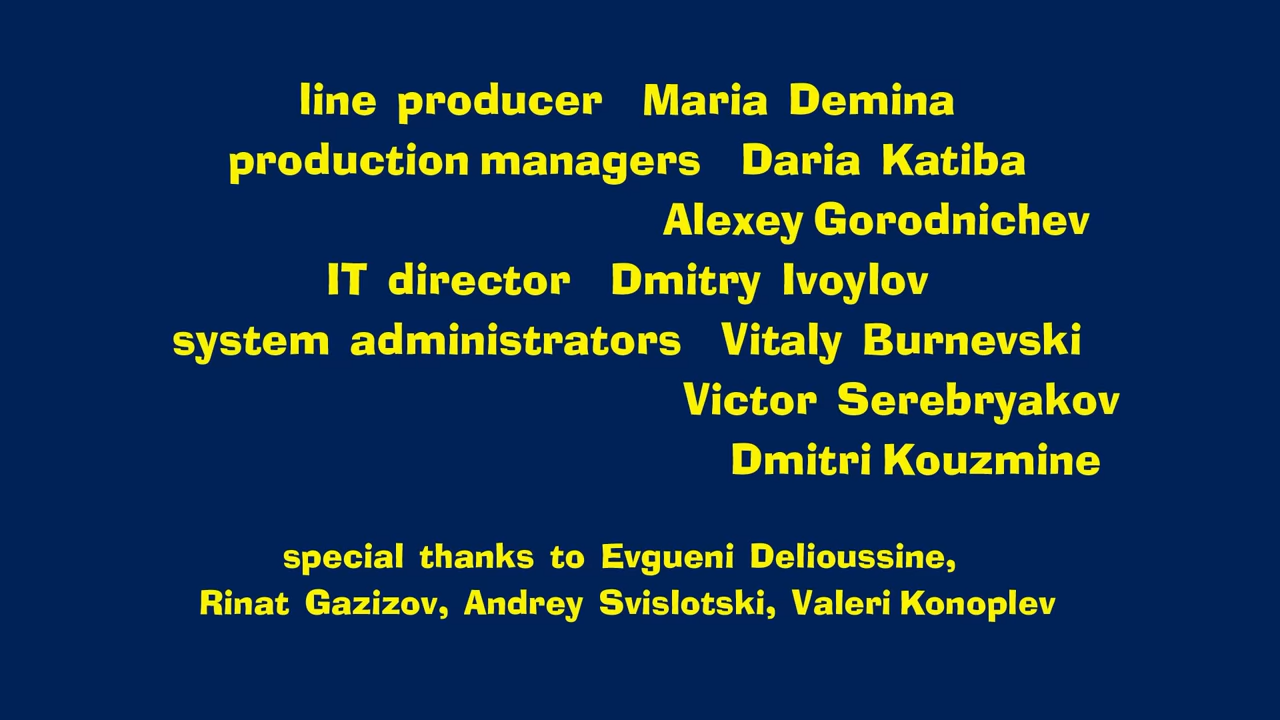 line producer Maria Demina
production managers Daria Katiba
Alexey Gorodnichev
IT director Dmitry Ivoylov
system administrators Vitaly Burnevski
Victor Serebryakov
Dmitri Kouzmine
special thanks to Evgueni Delioussine,
Rinat Gazizov, Andrey Svislotski, Valeri Konoplev